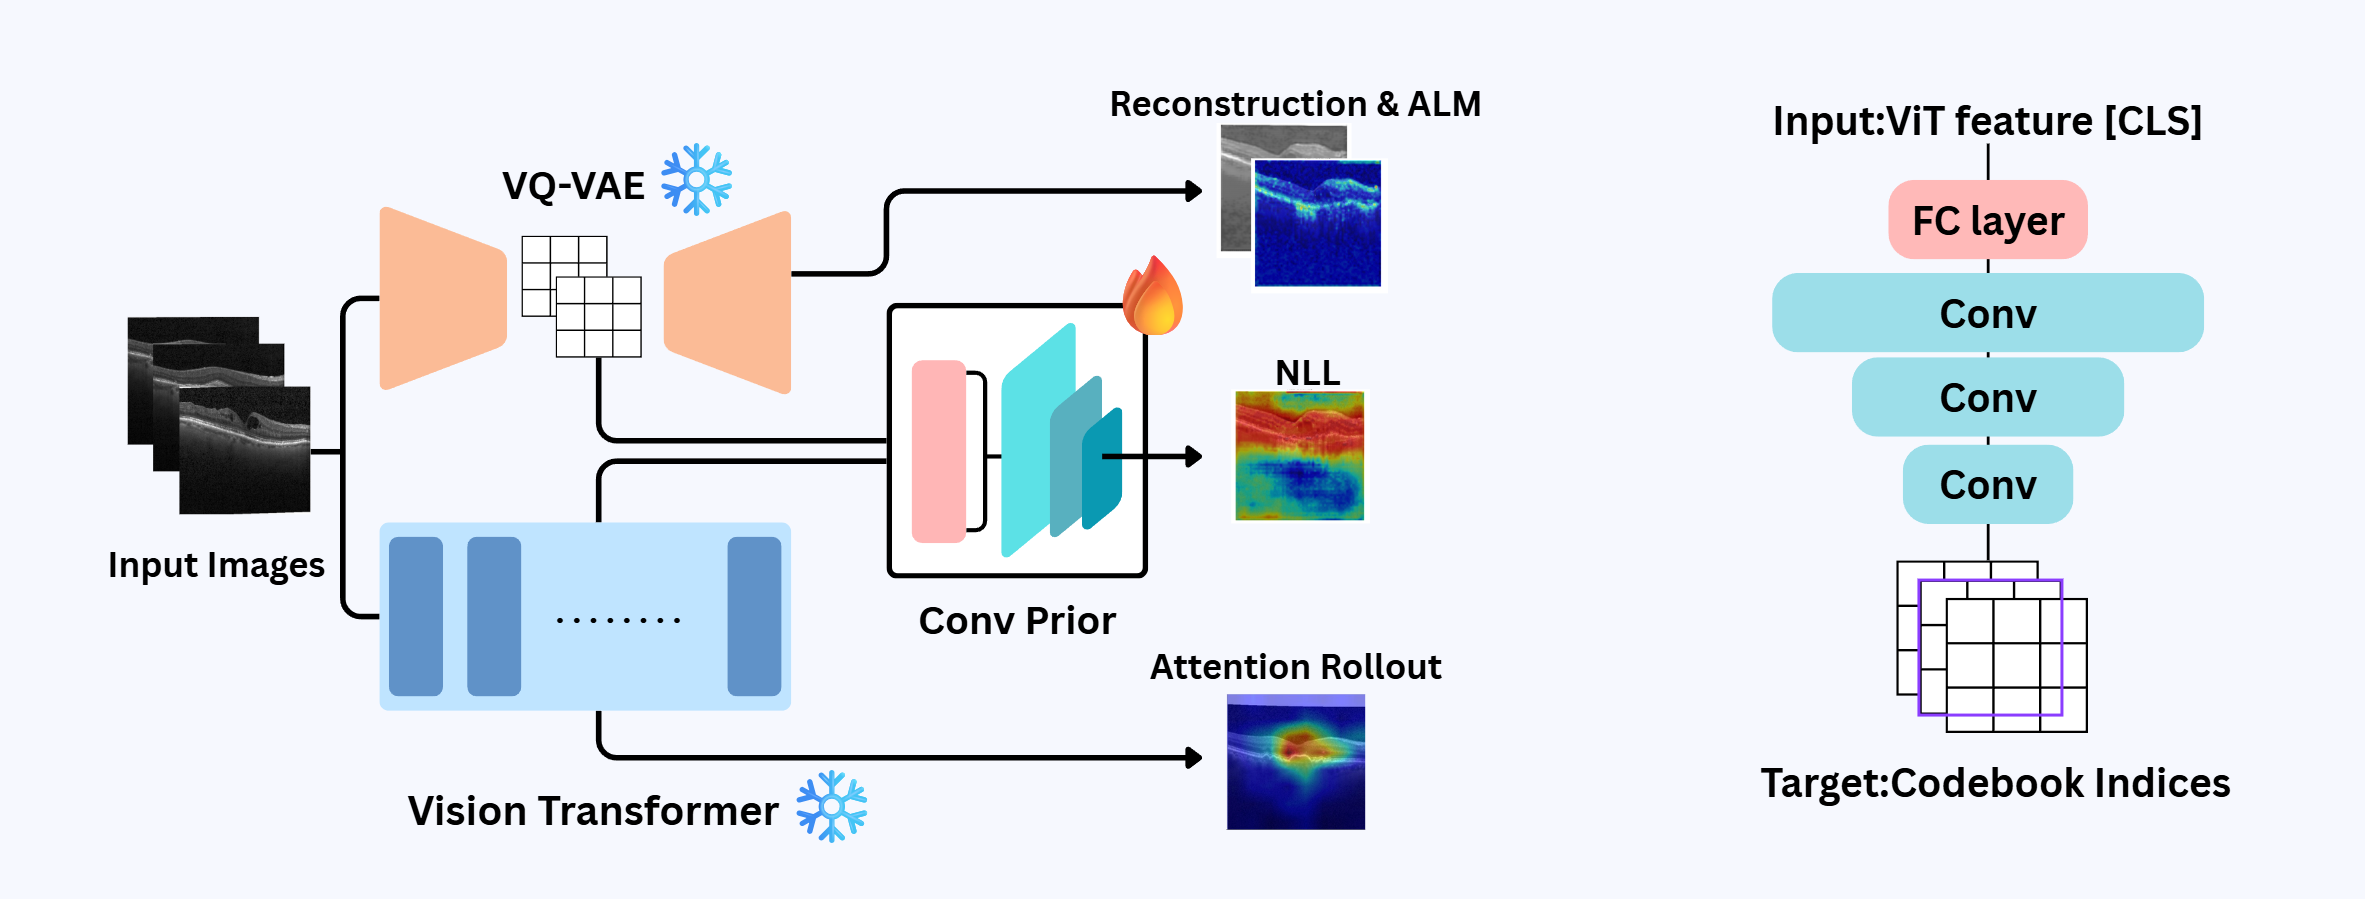 Reconstruction & ALM
VQ-VAE
NLL
Input Images
Conv Prior
Attention Rollout
Vision Transformer
Input:ViT feature [CLS]
FC layer
Conv
Conv
Conv
Target:Codebook Indices